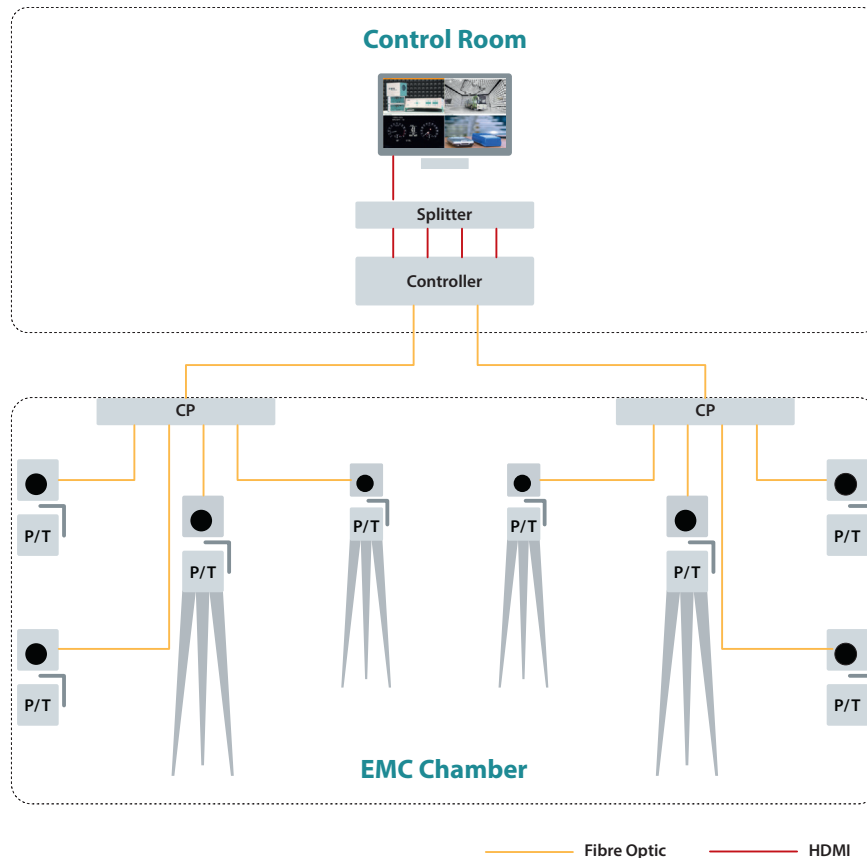 Control Room
Splitter
Controller
CP
CP
P/T
P/T
P/T
P/T
P/T
P/T
P/T
P/T
EMC Chamber
Fibre Optic
HDMI